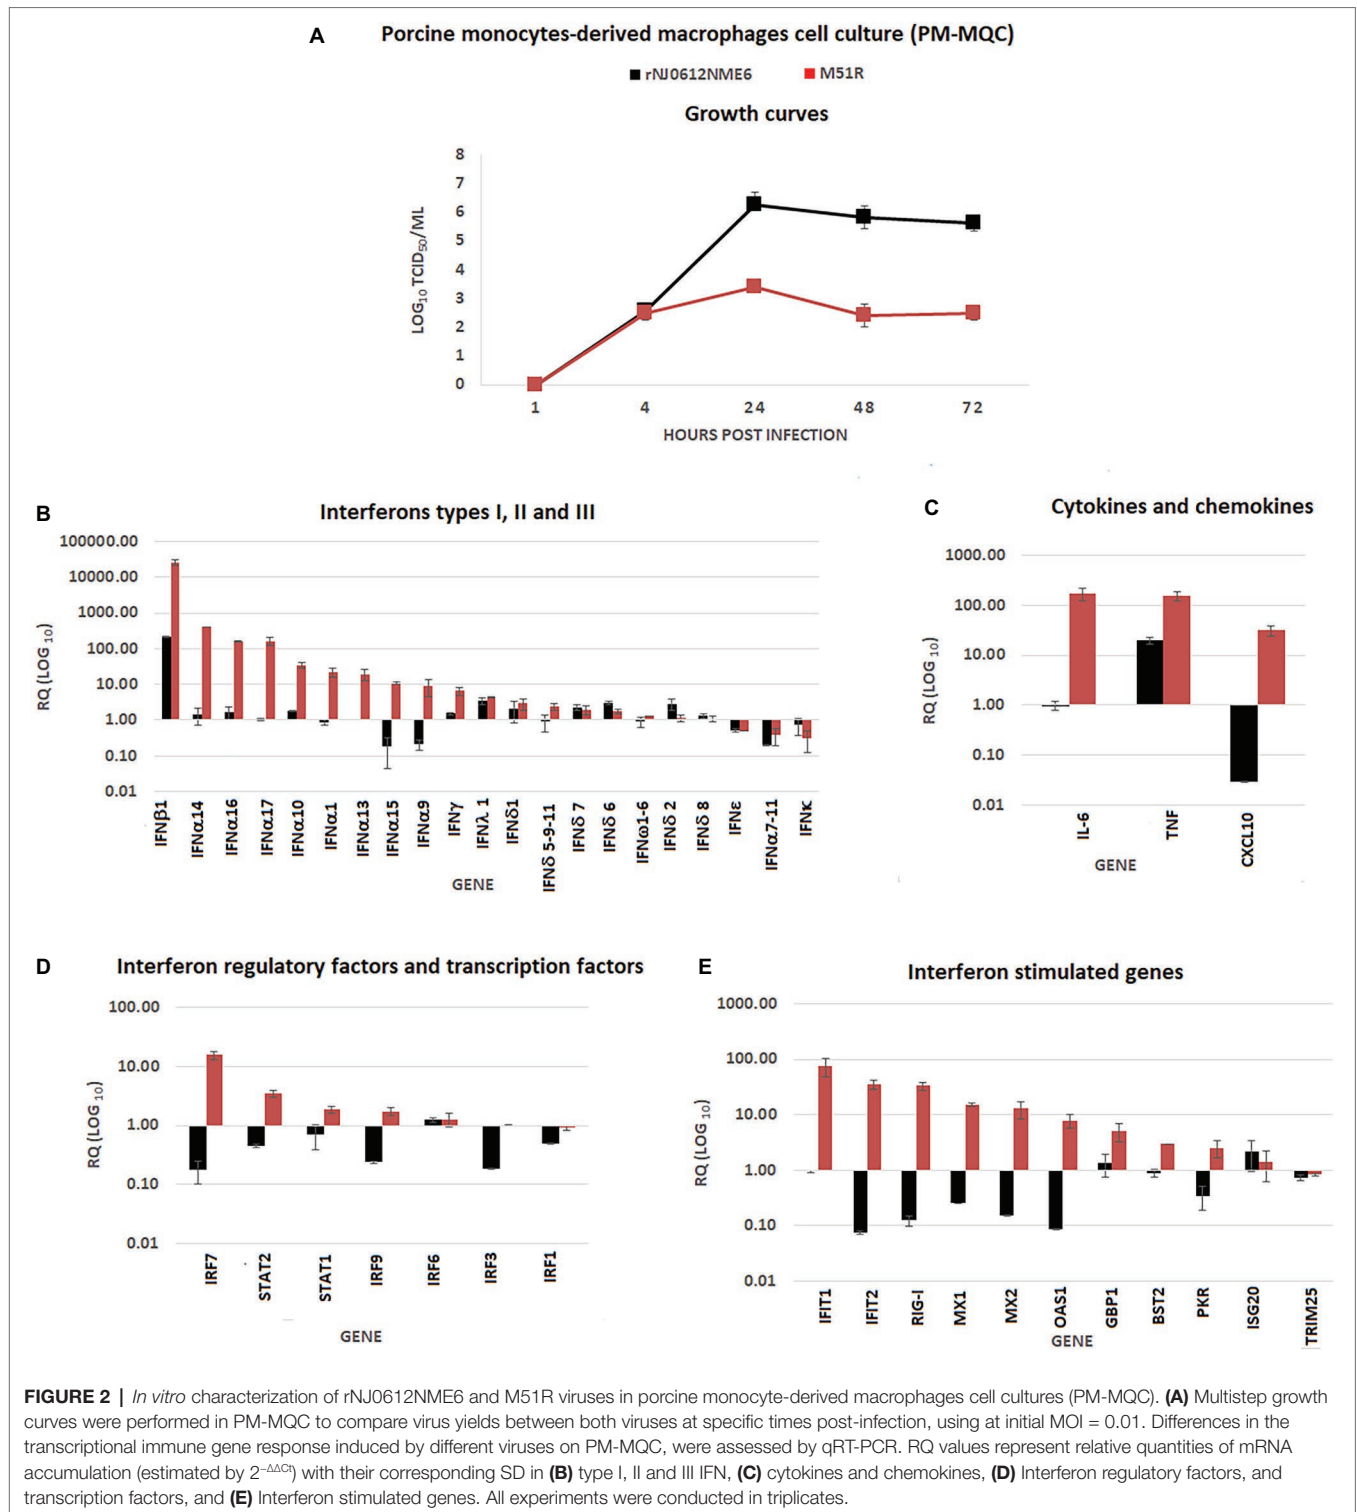 A
Porcine monocytes-derived macrophages cell culture (PM-MQC)
rNJ0612NME6 M51R
Growth curves
LOG10 TCID50/ML
8
7
6
5
4
3
2
1
0
1 4 24 48 72
HOURS POST INFECTION
B
Interferons types I, II and III
RQ (LOG 10)
100000.00
10000.00
1000.00
100.00
10.00
1.00
0.10
0.01
IFNβ1
IFNα14
IFNα16
IFNα17
IFNα10
IFNα1
IFNα13
IFNα15
IFNα9
IFNγ
IFNλ 1
IFNδ1
IFNδ 5-9-11
IFNδ 7
IFNδ 6
IFNω1-6
IFNδ 2
IFNδ 8
IFNε
IFNα7-11
IFNκ
GENE
C
Cytokines and chemokines
RQ (LOG 10)
1000.00
100.00
10.00
1.00
0.10
0.01
IL-6
TNF
CXCL10
GENE
D
Interferon regulatory factors and transcription factors
RQ (LOG 10)
100.00
10.00
1.00
0.10
0.01
IRF7
STAT2
STAT1
IRF9
IRF6
IRF3
IRF1
GENE
E
Interferon stimulated genes
RQ (LOG 10)
1000.00
100.00
10.00
1.00
0.10
0.01
IFIT1
IFIT2
RIG-I
MX1
MX2
OAS1
GBP1
BST2
PKR
ISG20
TRIM25
GENE
FIGURE 2 | In vitro characterization of rNJ0612NME6 and M51R viruses in porcine monocyte-derived macrophages cell cultures (PM-MQC). (A) Multistep growth
curves were performed in PM-MQC to compare virus yields between both viruses at specific times post-infection, using at initial MOI = 0.01. Differences in the
transcriptional immune gene response induced by different viruses on PM-MQC, were assessed by qRT-PCR. RQ values represent relative quantities of mRNA
accumulation (estimated by 2−ΔΔCt) with their corresponding SD in (B) type I, II and III IFN, (C) cytokines and chemokines, (D) Interferon regulatory factors, and
transcription factors, and (E) Interferon stimulated genes. All experiments were conducted in triplicates.